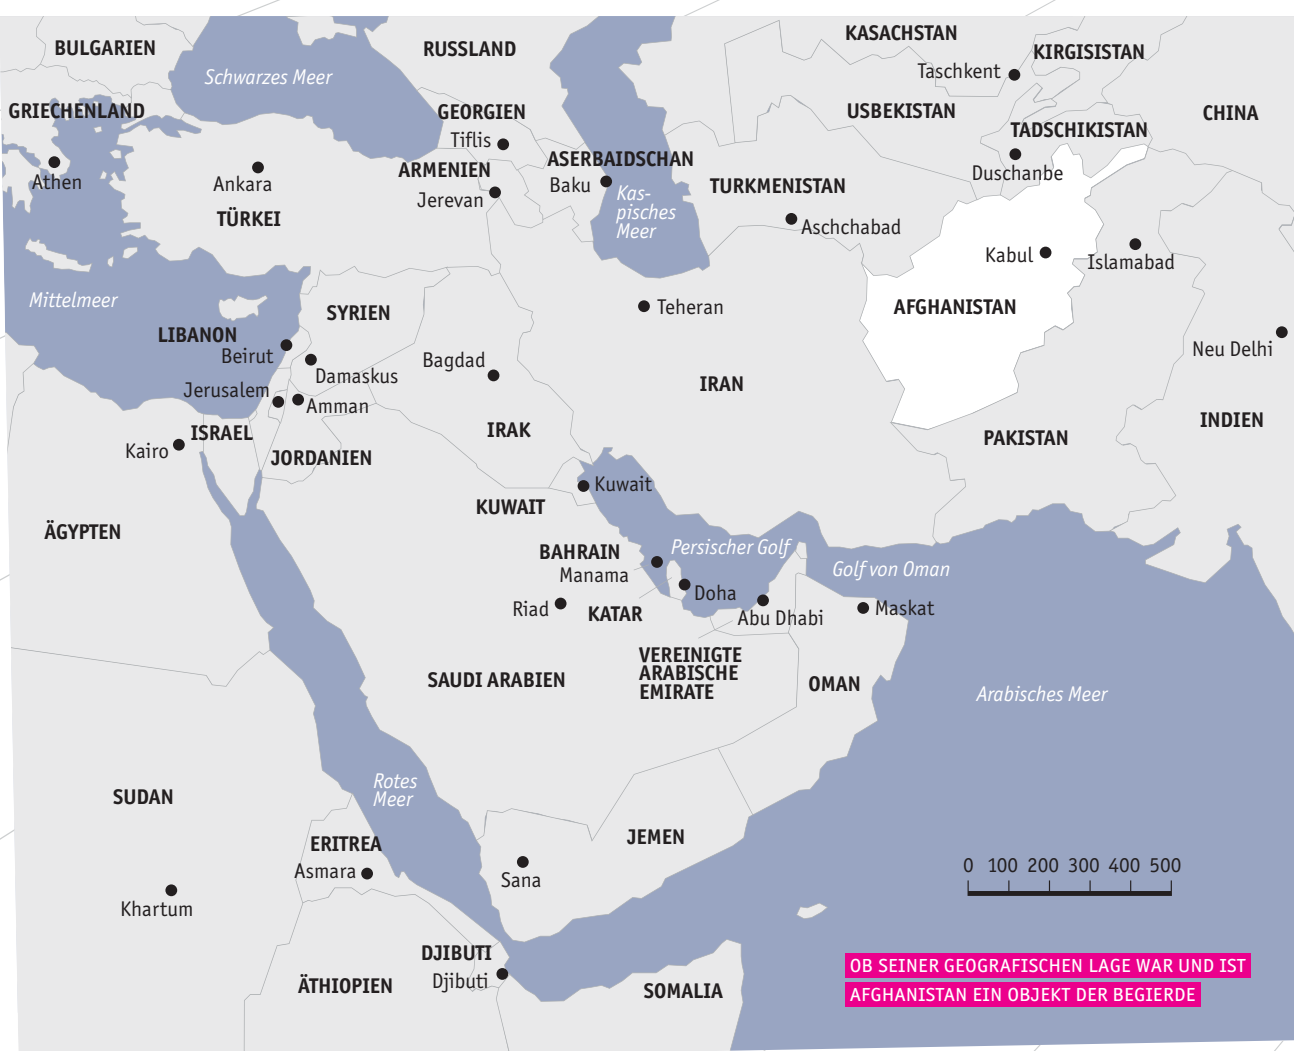 BULGARIEN
Schwarzes Meer
RUSSLAND
KASACHSTAN
KIRGISISTAN
Taschkent
GRIECHENLAND
GEORGIEN
Tiflis
USBEKISTAN
CHINA
TADSCHIKISTAN
Athen
Ankara
TÜRKEI
ARMENIEN
Jerevan
ASERBAIDSCHAN
Baku
Kas-
pisches
Meer
TURKMENISTAN
Aschchabad
Duschanbe
Kabul
Islamabad
Mittelmeer
SYRIEN
Teheran
AFGHANISTAN
LIBANON
Beirut
Damaskus
Bagdad
Neu Delhi
Jerusalem
Amman
IRAN
ISRAEL
Kairo
JORDANIEN
IRAK
PAKISTAN
INDIEN
Kuwait
KUWAIT
ÄGYPTEN
BAHRAIN
Manama
Persischer Golf
Golf von Oman
Riad
KATAR
Doha
Abu Dhabi
Maskat
SAUDI ARABIEN
VEREINIGTE
ARABISCHE
EMIRATE
OMAN
Arabisches Meer
Rotes
Meer
SUDAN
ERITREA
Asmara
JEMEN
Sana
Khartum
0 100 200 300 400 500
DJIBUTI
Djibuti
ÄTHIOPIEN
SOMALIA
OB SEINER GEOGRAFISCHEN LAGE WAR UND IST
AFGHANISTAN EIN OBJEKT DER BEGIERDE